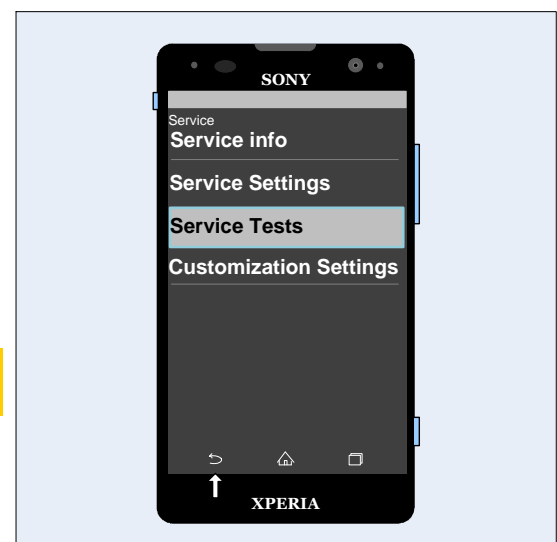 SONY
Service
Service info
Service Settings
Service Tests
Customization Settings
XPERIA